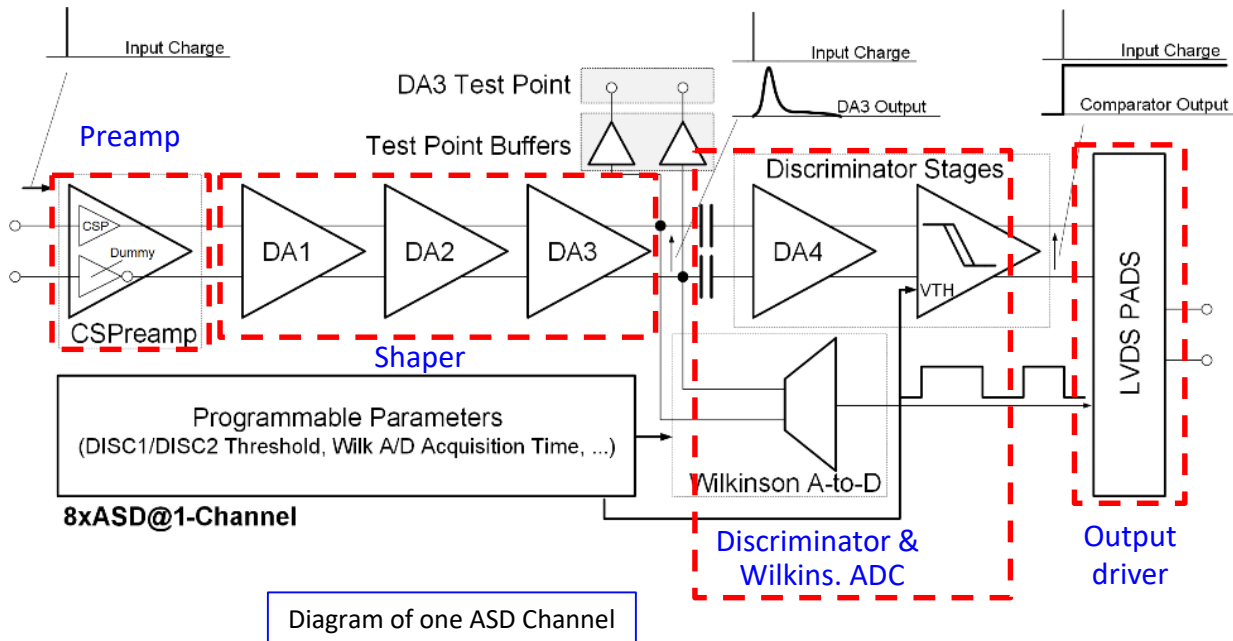 Input Charge
Input Charge
Input Charge
DA3 Test Point
DA3 Output
Comparator Output
Preamp
Test Point Buffers
Discriminator Stages
CSP
Dummy
DA1
DA2
DA3
DA4
VTH
CSPreamp
Shaper
LVDS PADS
Programmable Parameters
(DISC1/DISC2 Threshold, Wilk A/D Acquisition Time, ...)
Wilkinson A-to-D
8xASD@1-Channel
Discriminator &
Wilkins. ADC
Output
driver
Diagram of one ASD Channel